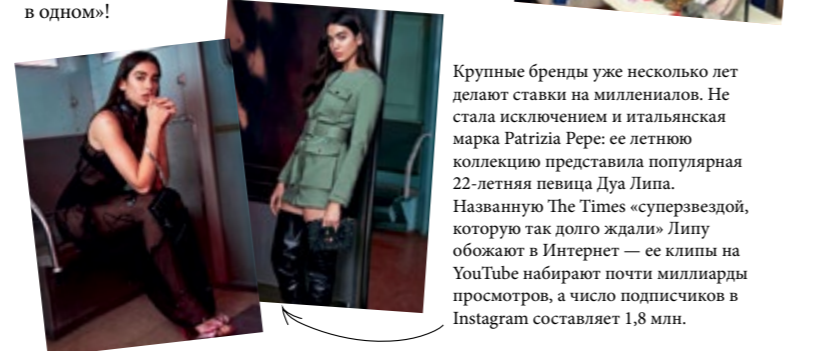 в одном»!
Крупные бренды уже несколько лет
делают ставки на миллениалов. Не
стала исключением и итальянская
марка Patrizia Pepe: ее летнюю
коллекцию представила популярная
22-летняя певица Дуа Липа.
Названную The Times «суперзвездой,
которую так долго ждали» Липу
обожают в Интернет — ее клипы на
YouTube набирают почти миллиарды
просмотров, а число подписчиков в
Instagram составляет 1,8 млн.